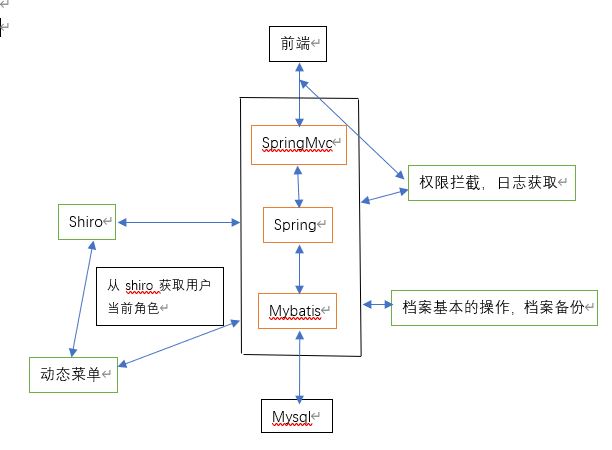 前端
SpringMvc
权限拦截，日志获取
Shiro
Spring
从 shiro 获取用户
当前角色
Mybatis
档案基本的操作，档案备份
动态菜单
Mysql